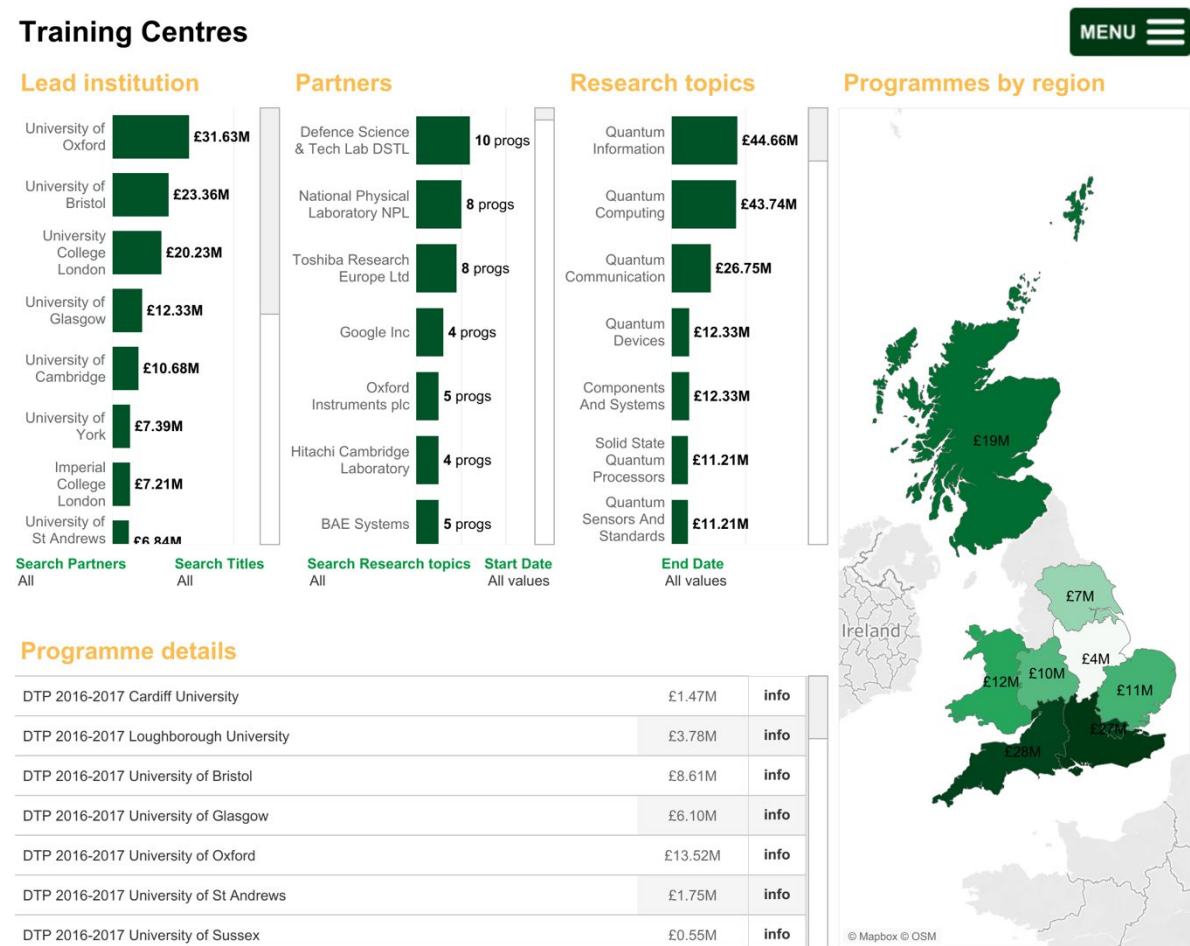 Training Centres
MENU
Lead institution
University of
Oxford
£31.63M
University of
Bristol
£23.36M
University
College
London
£20.23M
University of
Glasgow
£12.33M
University of
Cambridge
£10.68M
University of
York
£7.39M
Imperial
College
London
£7.21M
University of
St Andrews
£6.84M
Partners
Defence Science
& Tech Lab DSTL
10 progs
National Physical
Laboratory NPL
8 progs
Toshiba Research
Europe Ltd
8 progs
Google Inc
4 progs
Oxford
Instruments plc
5 progs
Hitachi Cambridge
Laboratory
4 progs
BAE Systems
5 progs
Research topics
Quantum
Information
£44.66M
Quantum
Computing
£43.74M
Quantum
Communication
£26.75M
Quantum
Devices
£12.33M
Components
And Systems
£12.33M
Solid State
Quantum
Processors
£11.21M
Quantum
Sensors And
Standards
£11.21M
Programmes by region
£19M
£7M
£4M
£10M
£12M
£11M
£27M
£28M
Ireland
© Mapbox © OSM
Search Partners
All
Search Titles
All
Search Research topics
All
Start Date
All values
End Date
All values
Programme details
DTP 2016-2017 Cardiff University £1.47M info
DTP 2016-2017 Loughborough University £3.78M info
DTP 2016-2017 University of Bristol £8.61M info
DTP 2016-2017 University of Glasgow £6.10M info
DTP 2016-2017 University of Oxford £13.52M info
DTP 2016-2017 University of St Andrews £1.75M info
DTP 2016-2017 University of Sussex £0.55M info